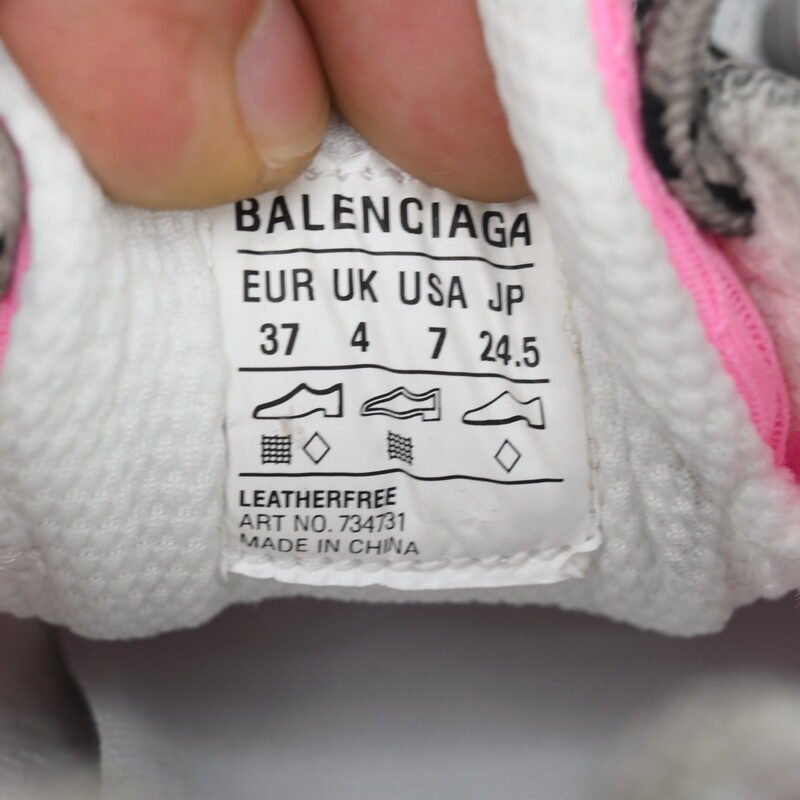 BALENCIAGA
EUR UK USA JP
37 4 7 24.5
LEATHERFREE
ART NO. 734731
MADE IN CHINA